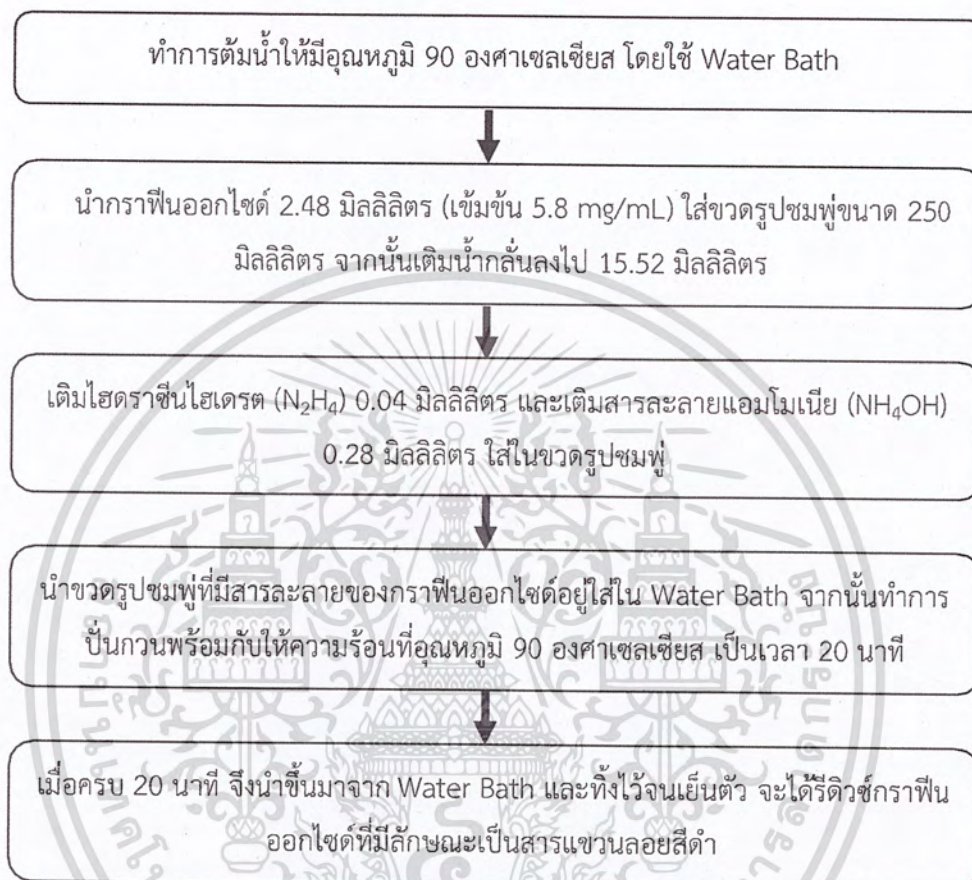 ทำการต้มน้ำให้มีอุณหภูมิ 90 องศาเซลเซียส โดยใช้ Water Bath
นำกราฟีนออกไซด์ 2.48 มิลลิลิตร (เข้มข้น 5.8 mg/mL) ใส่ขวดรูปชมพู่ขนาด 250
มิลลิลิตร จากนั้นเติมน้ำกลั่นลงไป 15.52 มิลลิลิตร
เติมไฮดราซีนไฮเดรต (N₂H₄) 0.04 มิลลิลิตร และเติมสารละลายแอมโมเนีย (NH₄OH)
0.28 มิลลิลิตร ใส่ในขวดรูปชมพู่
นำขวดรูปชมพู่ที่มีสารละลายของกราฟีนออกไซด์อยู่ใส่ใน Water Bath จากนั้นทำการ
ปั่นกวนพร้อมกับให้ความร้อนที่อุณหภูมิ 90 องศาเซลเซียส เป็นเวลา 20 นาที
เมื่อครบ 20 นาที จึงนำขึ้นมาจาก Water Bath และทิ้งไว้จนเย็นตัว จะได้รีดิวซ์กราฟีน
ออกไซด์ที่มีลักษณะเป็นสารแขวนลอยสีดำ